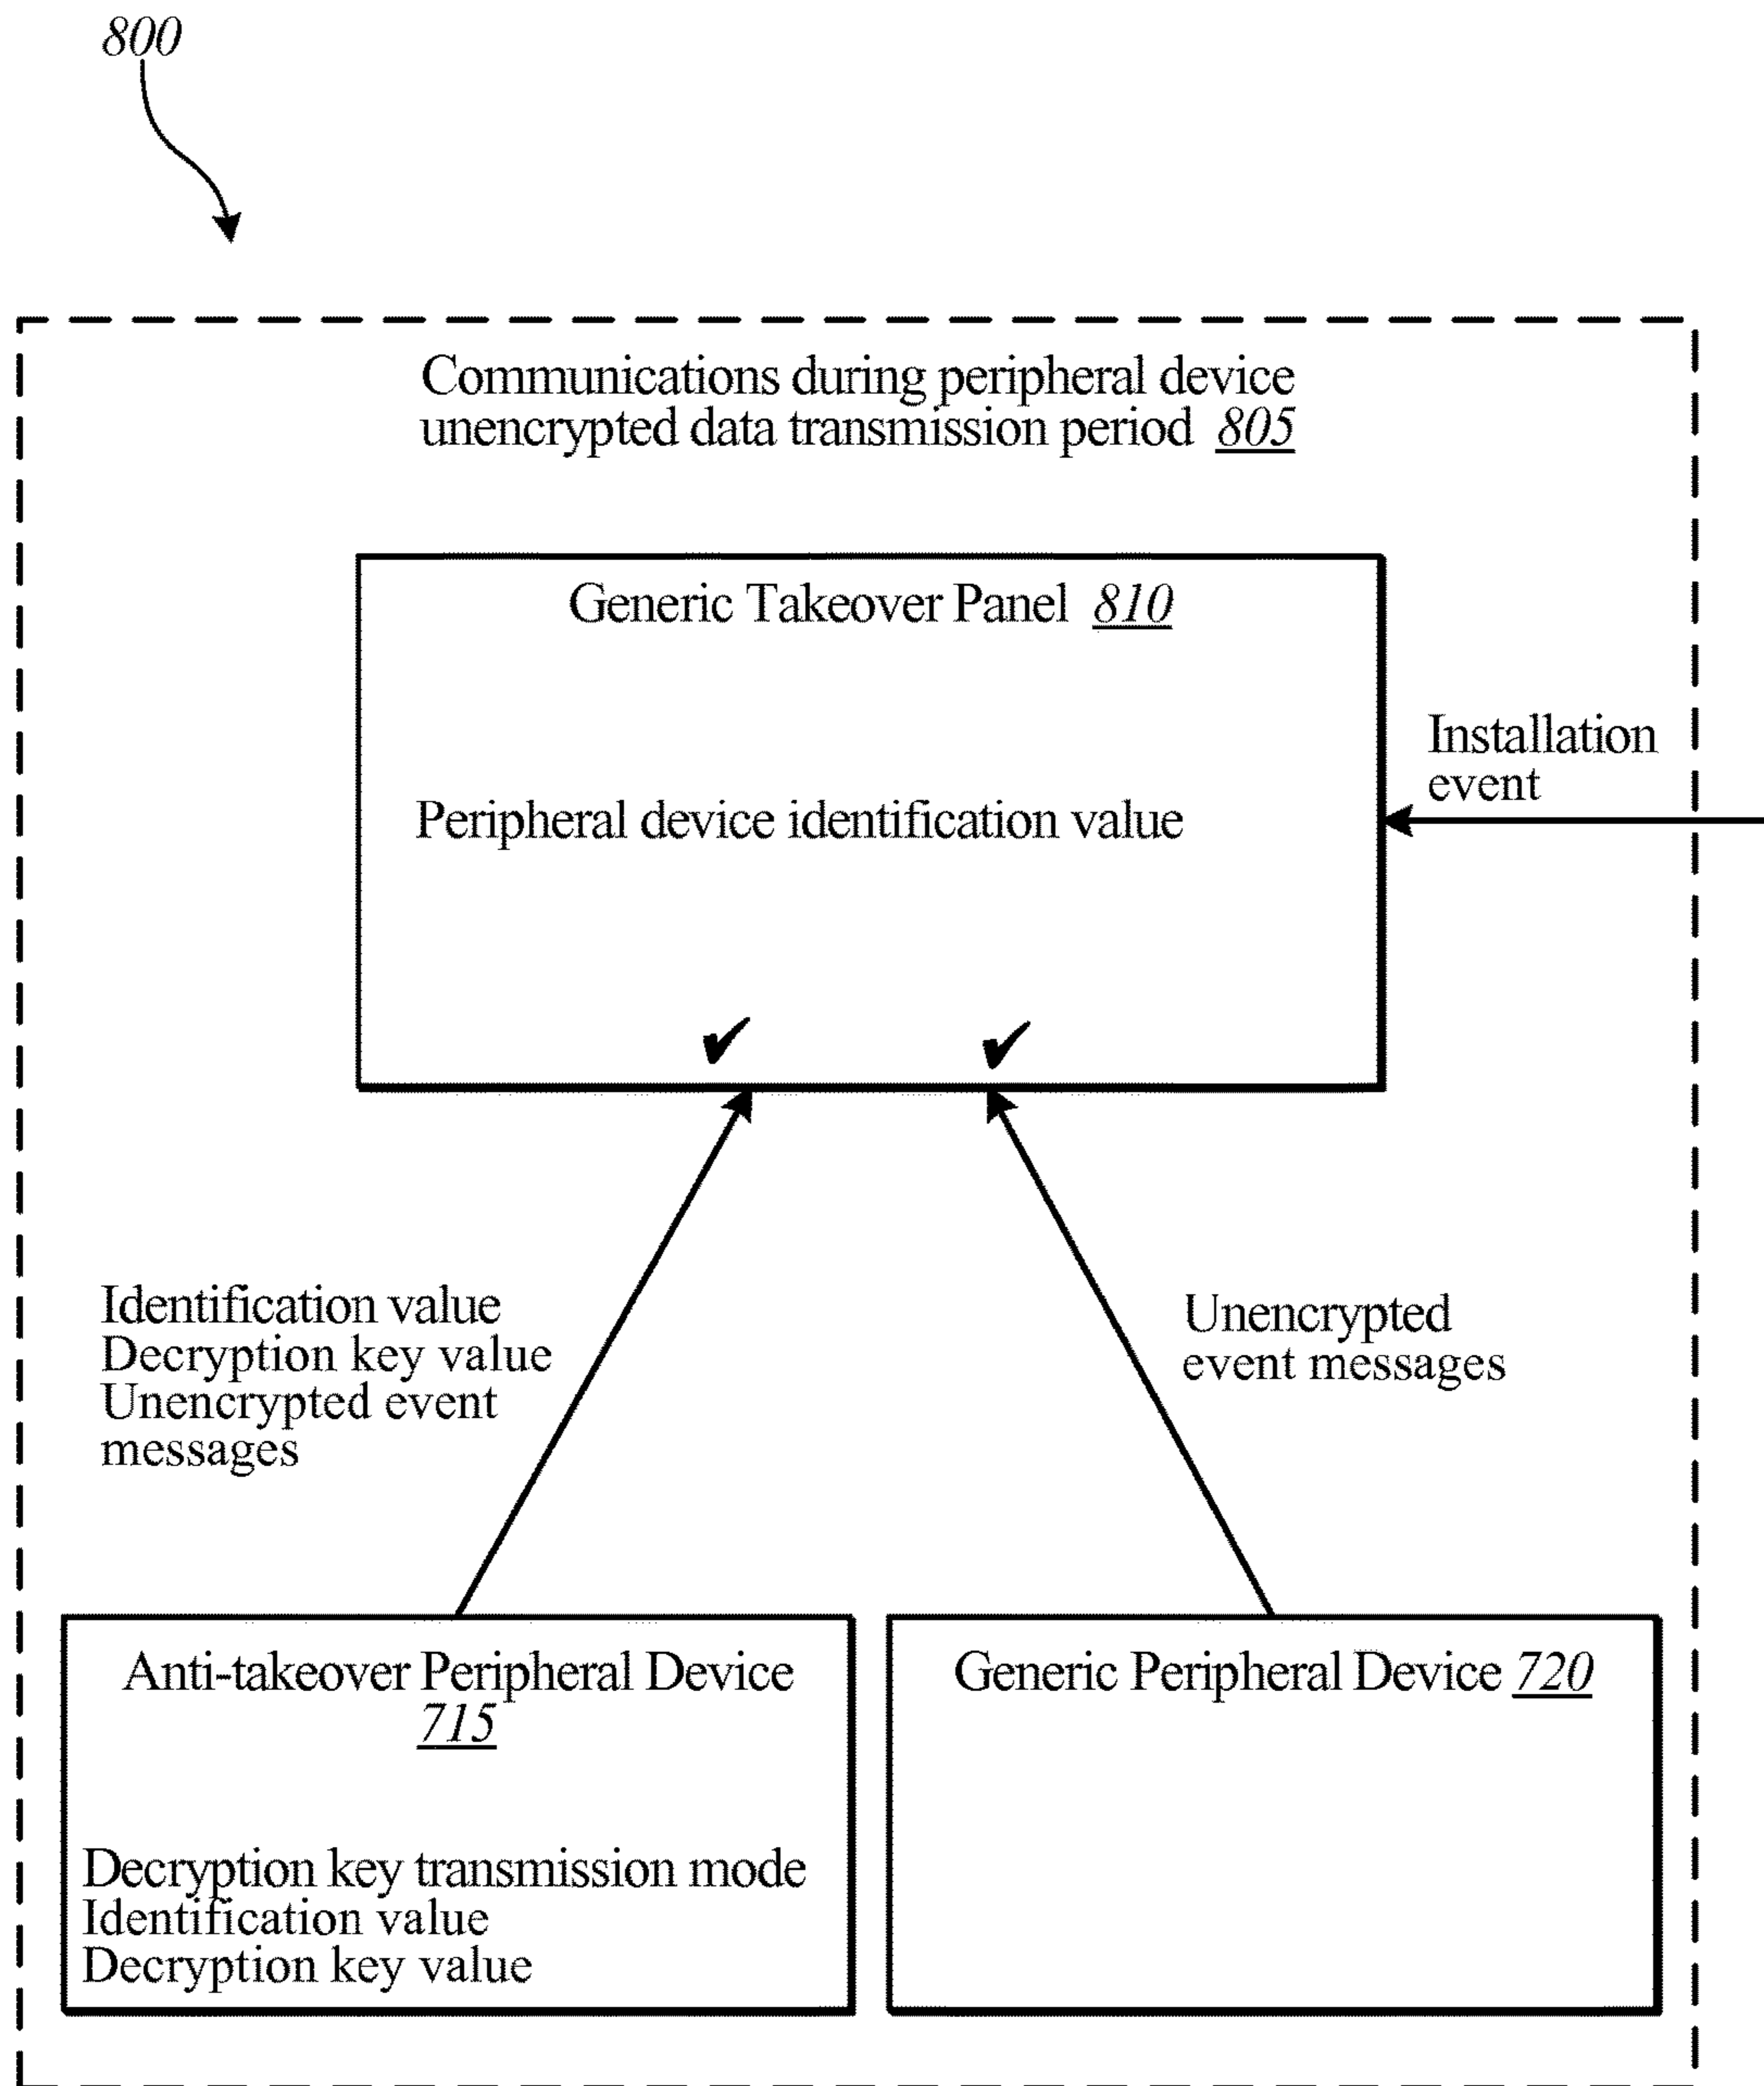 800
Communications during peripheral device
unencrypted data transmission period 805
Generic Takeover Panel 810
Installation
event
Peripheral device identification value
Identification value
Decryption key value
Unencrypted event
messages
Unencrypted
event messages
Anti-takeover Peripheral Device
715
Decryption key transmission mode
Identification value
Decryption key value
Generic Peripheral Device 720